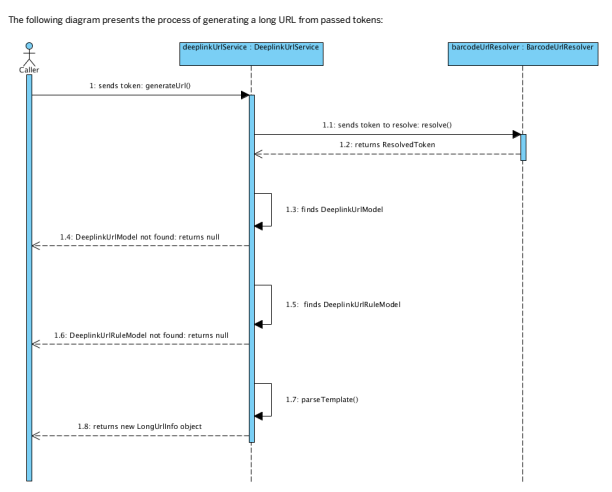 The following diagram presents the process of generating a long URL from passed tokens:
deeplinkUrlService : DeeplinkUrlService
barcodeUrlResolver : BarcodeUrlResolver
Caller
1: sends token: generateUrl()
1.1: sends token to resolve: resolve()
1.2: returns ResolvedToken
1.3: finds DeeplinkUrlModel
1.4: DeeplinkUrlModel not found: returns null
1.5: finds DeeplinkUrlRuleModel
1.6: DeeplinkUrlRuleModel not found: returns null
1.7: parseTemplate()
1.8: returns new LongUrlInfo object